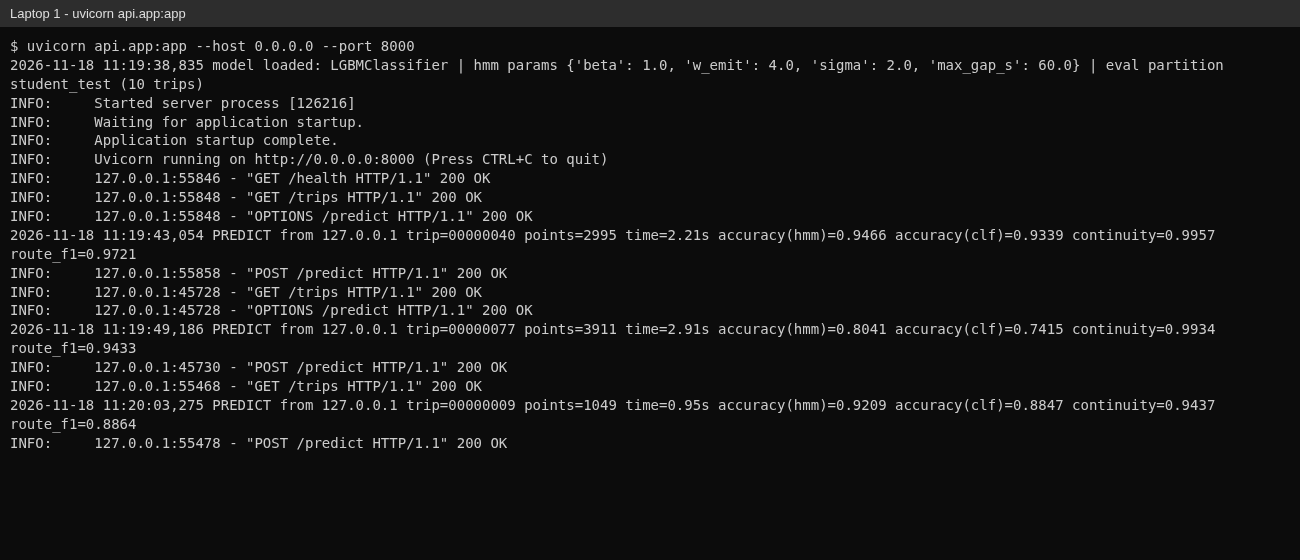 Laptop 1 - uvicorn api.app:app
$ uvicorn api.app:app --host 0.0.0.0 --port 8000
2026-11-18 11:19:38,835 model loaded: LGBMClassifier | hmm params {'beta': 1.0, 'w_emit': 4.0, 'sigma': 2.0, 'max_gap_s': 60.0} | eval partition
student_test (10 trips)
INFO:     Started server process [126216]
INFO:     Waiting for application startup.
INFO:     Application startup complete.
INFO:     Uvicorn running on http://0.0.0.0:8000 (Press CTRL+C to quit)
INFO:     127.0.0.1:55846 - "GET /health HTTP/1.1" 200 OK
INFO:     127.0.0.1:55848 - "GET /trips HTTP/1.1" 200 OK
INFO:     127.0.0.1:55848 - "OPTIONS /predict HTTP/1.1" 200 OK
2026-11-18 11:19:43,054 PREDICT from 127.0.0.1 trip=00000040 points=2995 time=2.21s accuracy(hmm)=0.9466 accuracy(clf)=0.9339 continuity=0.9957
route_f1=0.9721
INFO:     127.0.0.1:55858 - "POST /predict HTTP/1.1" 200 OK
INFO:     127.0.0.1:45728 - "GET /trips HTTP/1.1" 200 OK
INFO:     127.0.0.1:45728 - "OPTIONS /predict HTTP/1.1" 200 OK
2026-11-18 11:19:49,186 PREDICT from 127.0.0.1 trip=00000077 points=3911 time=2.91s accuracy(hmm)=0.8041 accuracy(clf)=0.7415 continuity=0.9934
route_f1=0.9433
INFO:     127.0.0.1:45730 - "POST /predict HTTP/1.1" 200 OK
INFO:     127.0.0.1:55468 - "GET /trips HTTP/1.1" 200 OK
2026-11-18 11:20:03,275 PREDICT from 127.0.0.1 trip=00000009 points=1049 time=0.95s accuracy(hmm)=0.9209 accuracy(clf)=0.8847 continuity=0.9437
route_f1=0.8864
INFO:     127.0.0.1:55478 - "POST /predict HTTP/1.1" 200 OK